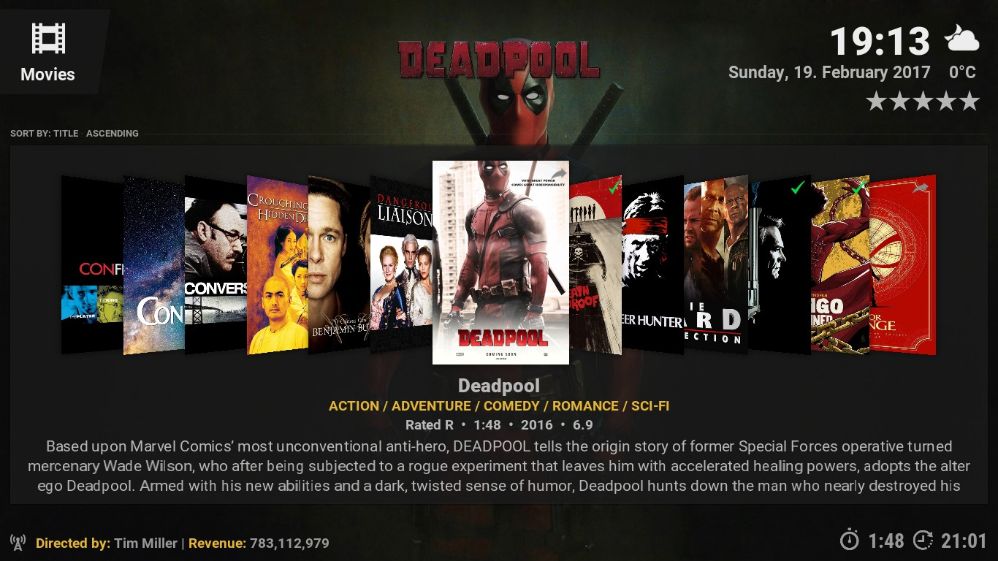 Movies
DEADPOOL
19:13
Sunday, 19. February 2017 0°C
SORT BY: TITLE · ASCENDING
CONF
CON
CONVERS
CROUCHING
HIDDEN D
BENJAMIN BU
DANGERO
LIAISON
DEADPOOL
COMING SOON
ATH
ROOF
EER HUNTER
IE
RD
ECTION
NGO
NED
OR
NGE
Deadpool
ACTION / ADVENTURE / COMEDY / ROMANCE / SCI-FI
Rated R • 1:48 • 2016 • 6.9
Based upon Marvel Comics’ most unconventional anti-hero, DEADPOOL tells the origin story of former Special Forces operative turned
mercenary Wade Wilson, who after being subjected to a rogue experiment that leaves him with accelerated healing powers, adopts the alter
ego Deadpool. Armed with his new abilities and a dark, twisted sense of humor, Deadpool hunts down the man who nearly destroyed his
Directed by: Tim Miller | Revenue: 783,112,979
1:48 21:01